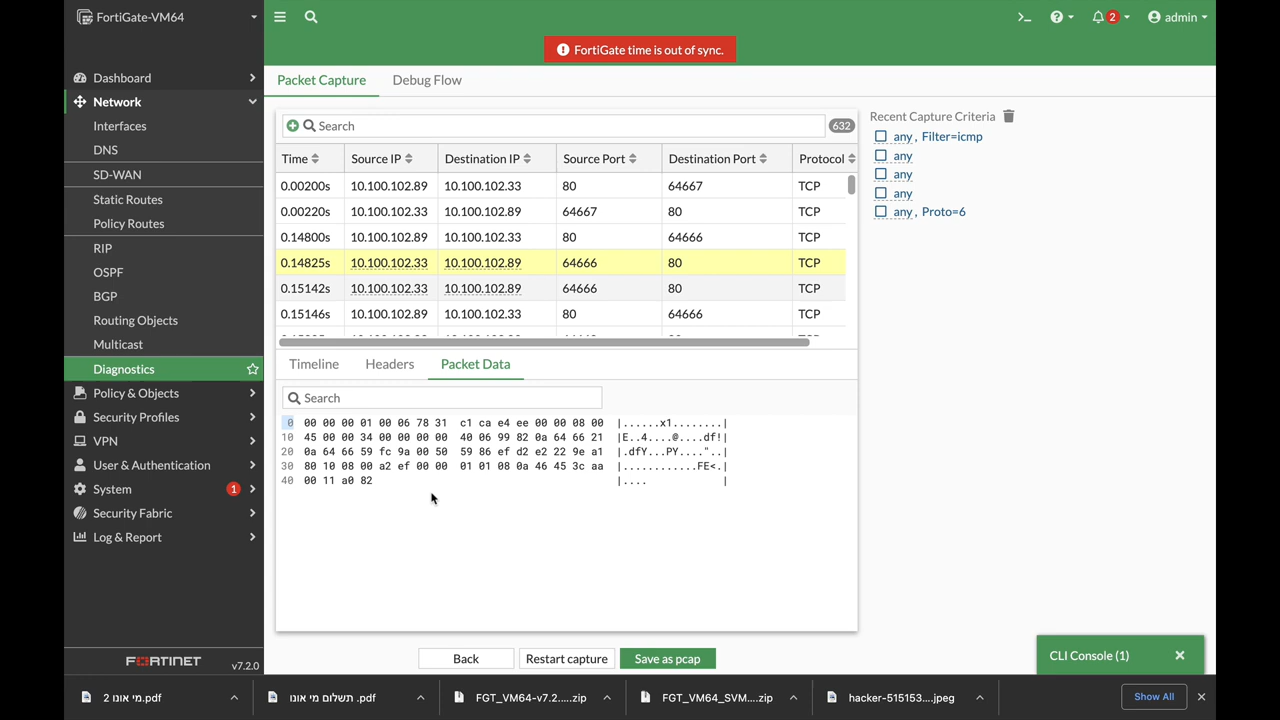 FortiGate-VM64
2
admin
FortiGate time is out of sync.
Dashboard
Network
Interfaces
DNS
SD-WAN
Static Routes
Policy Routes
RIP
OSPF
BGP
Routing Objects
Multicast
Diagnostics
Policy & Objects
Security Profiles
VPN
User & Authentication
System 1
Security Fabric
Log & Report
FORTINET v7.2.0
Packet Capture Debug Flow
Search 632
Time Source IP Destination IP Source Port Destination Port Protocol
0.00200s 10.100.102.89 10.100.102.33 80 64667 TCP
0.00220s 10.100.102.33 10.100.102.89 64667 80 TCP
0.14800s 10.100.102.89 10.100.102.33 80 64666 TCP
0.14825s 10.100.102.33 10.100.102.89 64666 80 TCP
0.15142s 10.100.102.33 10.100.102.89 64666 80 TCP
0.15146s 10.100.102.89 10.100.102.33 80 64666 TCP
Timeline Headers Packet Data
Search
0 00 00 00 01 00 06 78 31 c1 ca e4 ee 00 00 08 00 |......x1........|
10 45 00 00 34 00 00 00 00 40 06 99 82 0a 64 66 21 |E..4....@....df!|
20 0a 64 66 59 fc 9a 00 50 59 86 ef d2 e2 22 9e a1 |.dfY...PY...."..|
30 80 10 08 00 a2 ef 00 00 01 01 08 0a 46 45 3c aa |............FE<.|
40 00 11 a0 82 |.... |
Back Restart capture Save as pcap
Recent Capture Criteria
any, Filter=icmp
any
any
any
any, Proto=6
CLI Console (1)
מי אונו 2.pdf
תשלום מי אונו .pdf
FGT_VM64-v7.2.....zip
FGT_VM64_SVM....zip
hacker-515153....jpeg
Show All